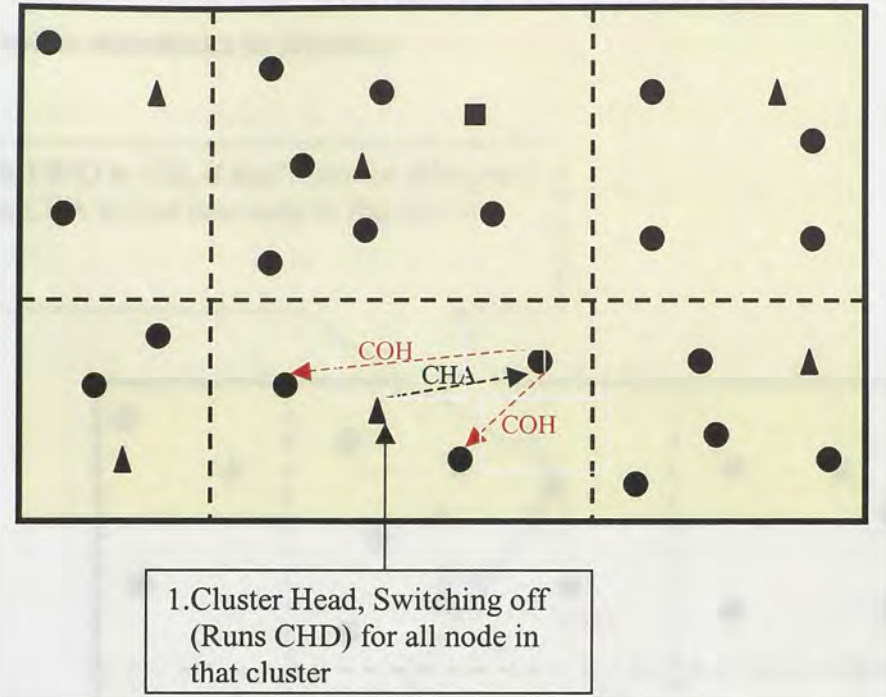 COH
CHA
COH
1.Cluster Head, Switching off
(Runs CHD) for all node in
that cluster